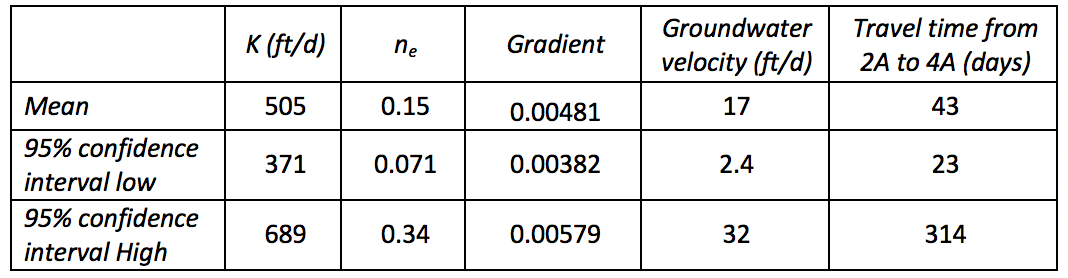 K (ft/d) ne Gradient Groundwater velocity (ft/d) Travel time from 2A to 4A (days)
Mean 505 0.15 0.00481 17 43
95% confidence interval low 371 0.071 0.00382 2.4 23
95% confidence interval High 689 0.34 0.00579 32 314